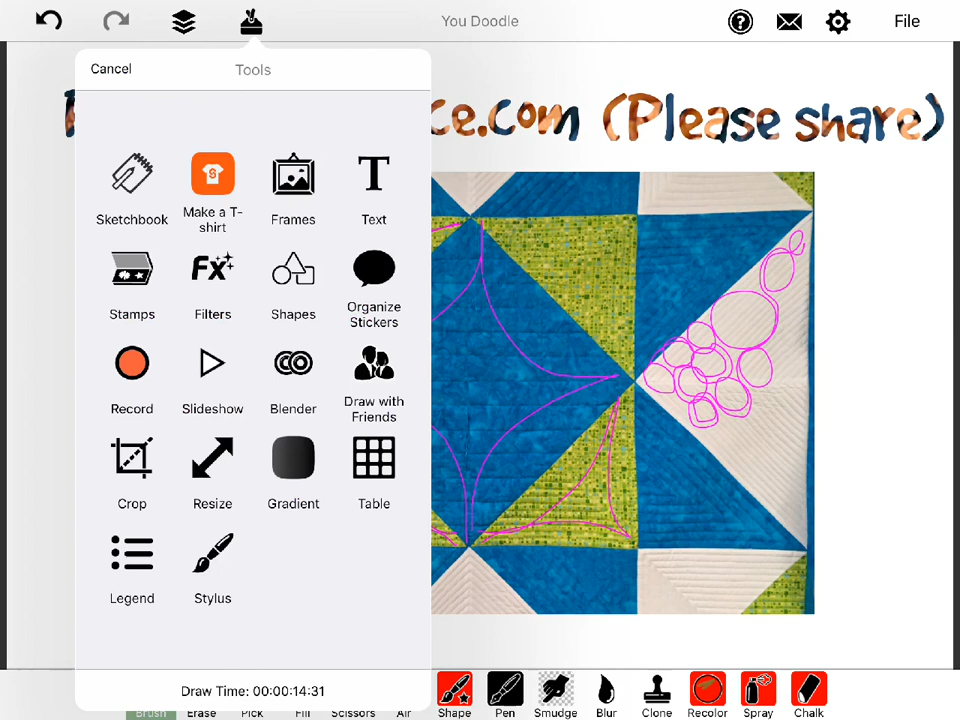 You Doodle
File
Cancel
Tools
ce.com (Please share)
Sketchbook
Make a T-
shirt
Frames
Text
Stamps
Fx
Filters
Shapes
Organize
Stickers
Record
Slideshow
Blender
Draw with
Friends
Crop
Resize
Gradient
Table
Legend
Stylus
Draw Time: 00:00:14:31
Brush
Erase
Pick
Fill
Scissors
Air
Shape
Pen
Smudge
Blur
Clone
Recolor
Spray
Chalk